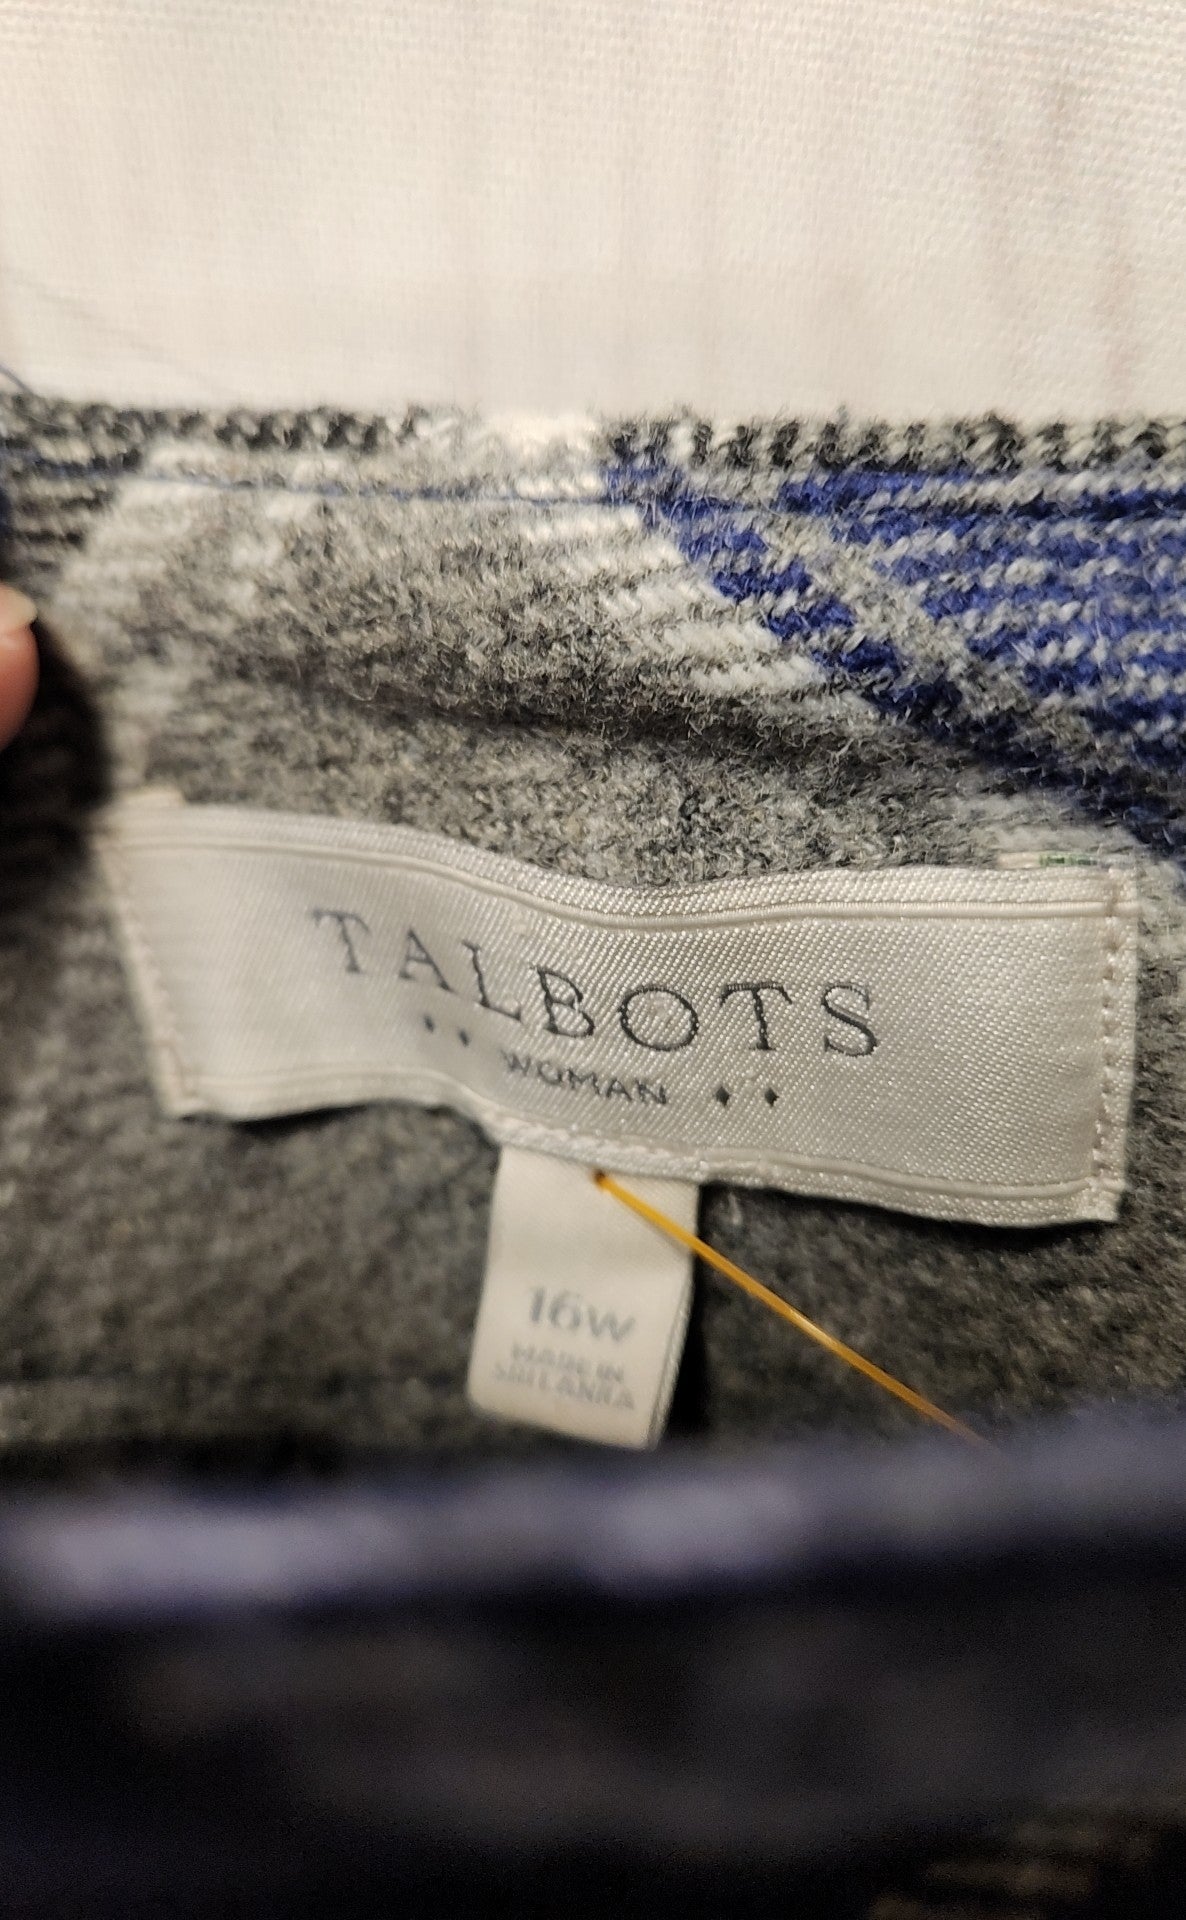 TALBOTS
WOMAN
16W
MADE IN
SRI LANKA